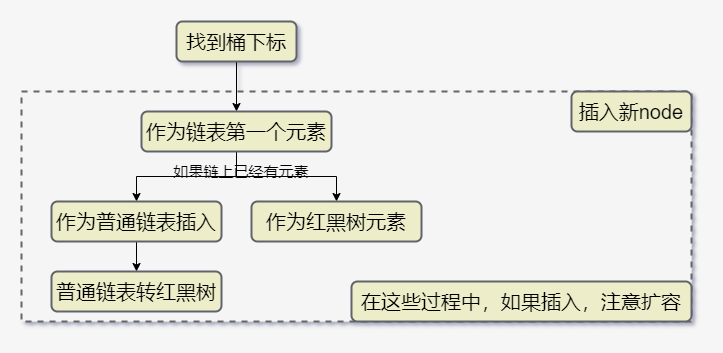 找到桶下标
插入新node
作为链表第一个元素
如果链上已经有元素
作为普通链表插入
作为红黑树元素
普通链表转红黑树
在这些过程中，如果插入，注意扩容